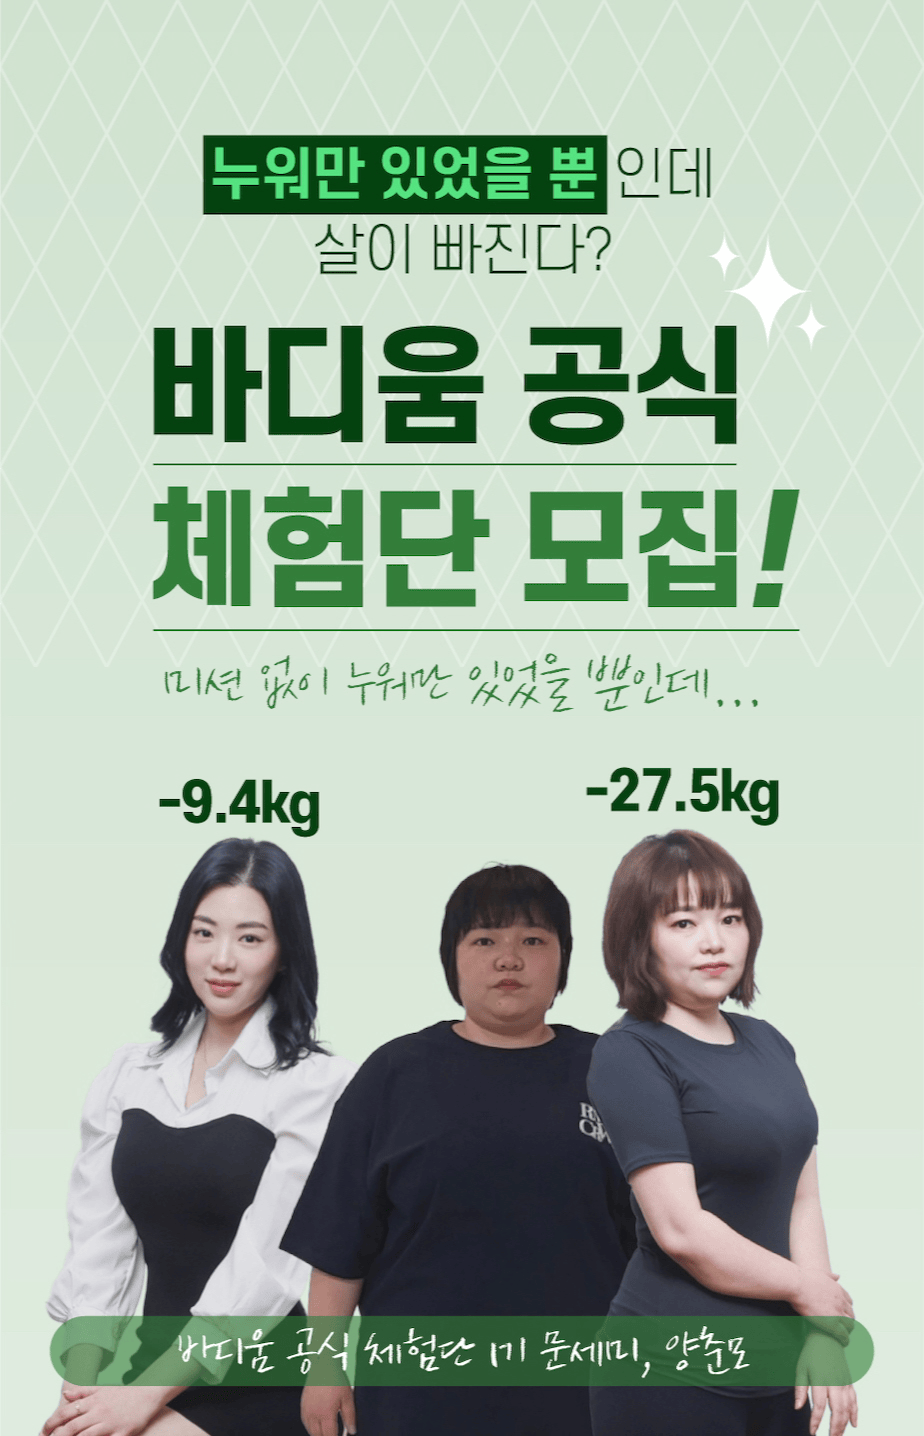 누워만 있었을 뿐인데
살이 빠진다?
바디움 공식
체험단 모집!
미션 없이 누워만 있었을 뿐인데...
-9.4kg
-27.5kg
바디움 공식 체험단 1기 문세미, 양춘모